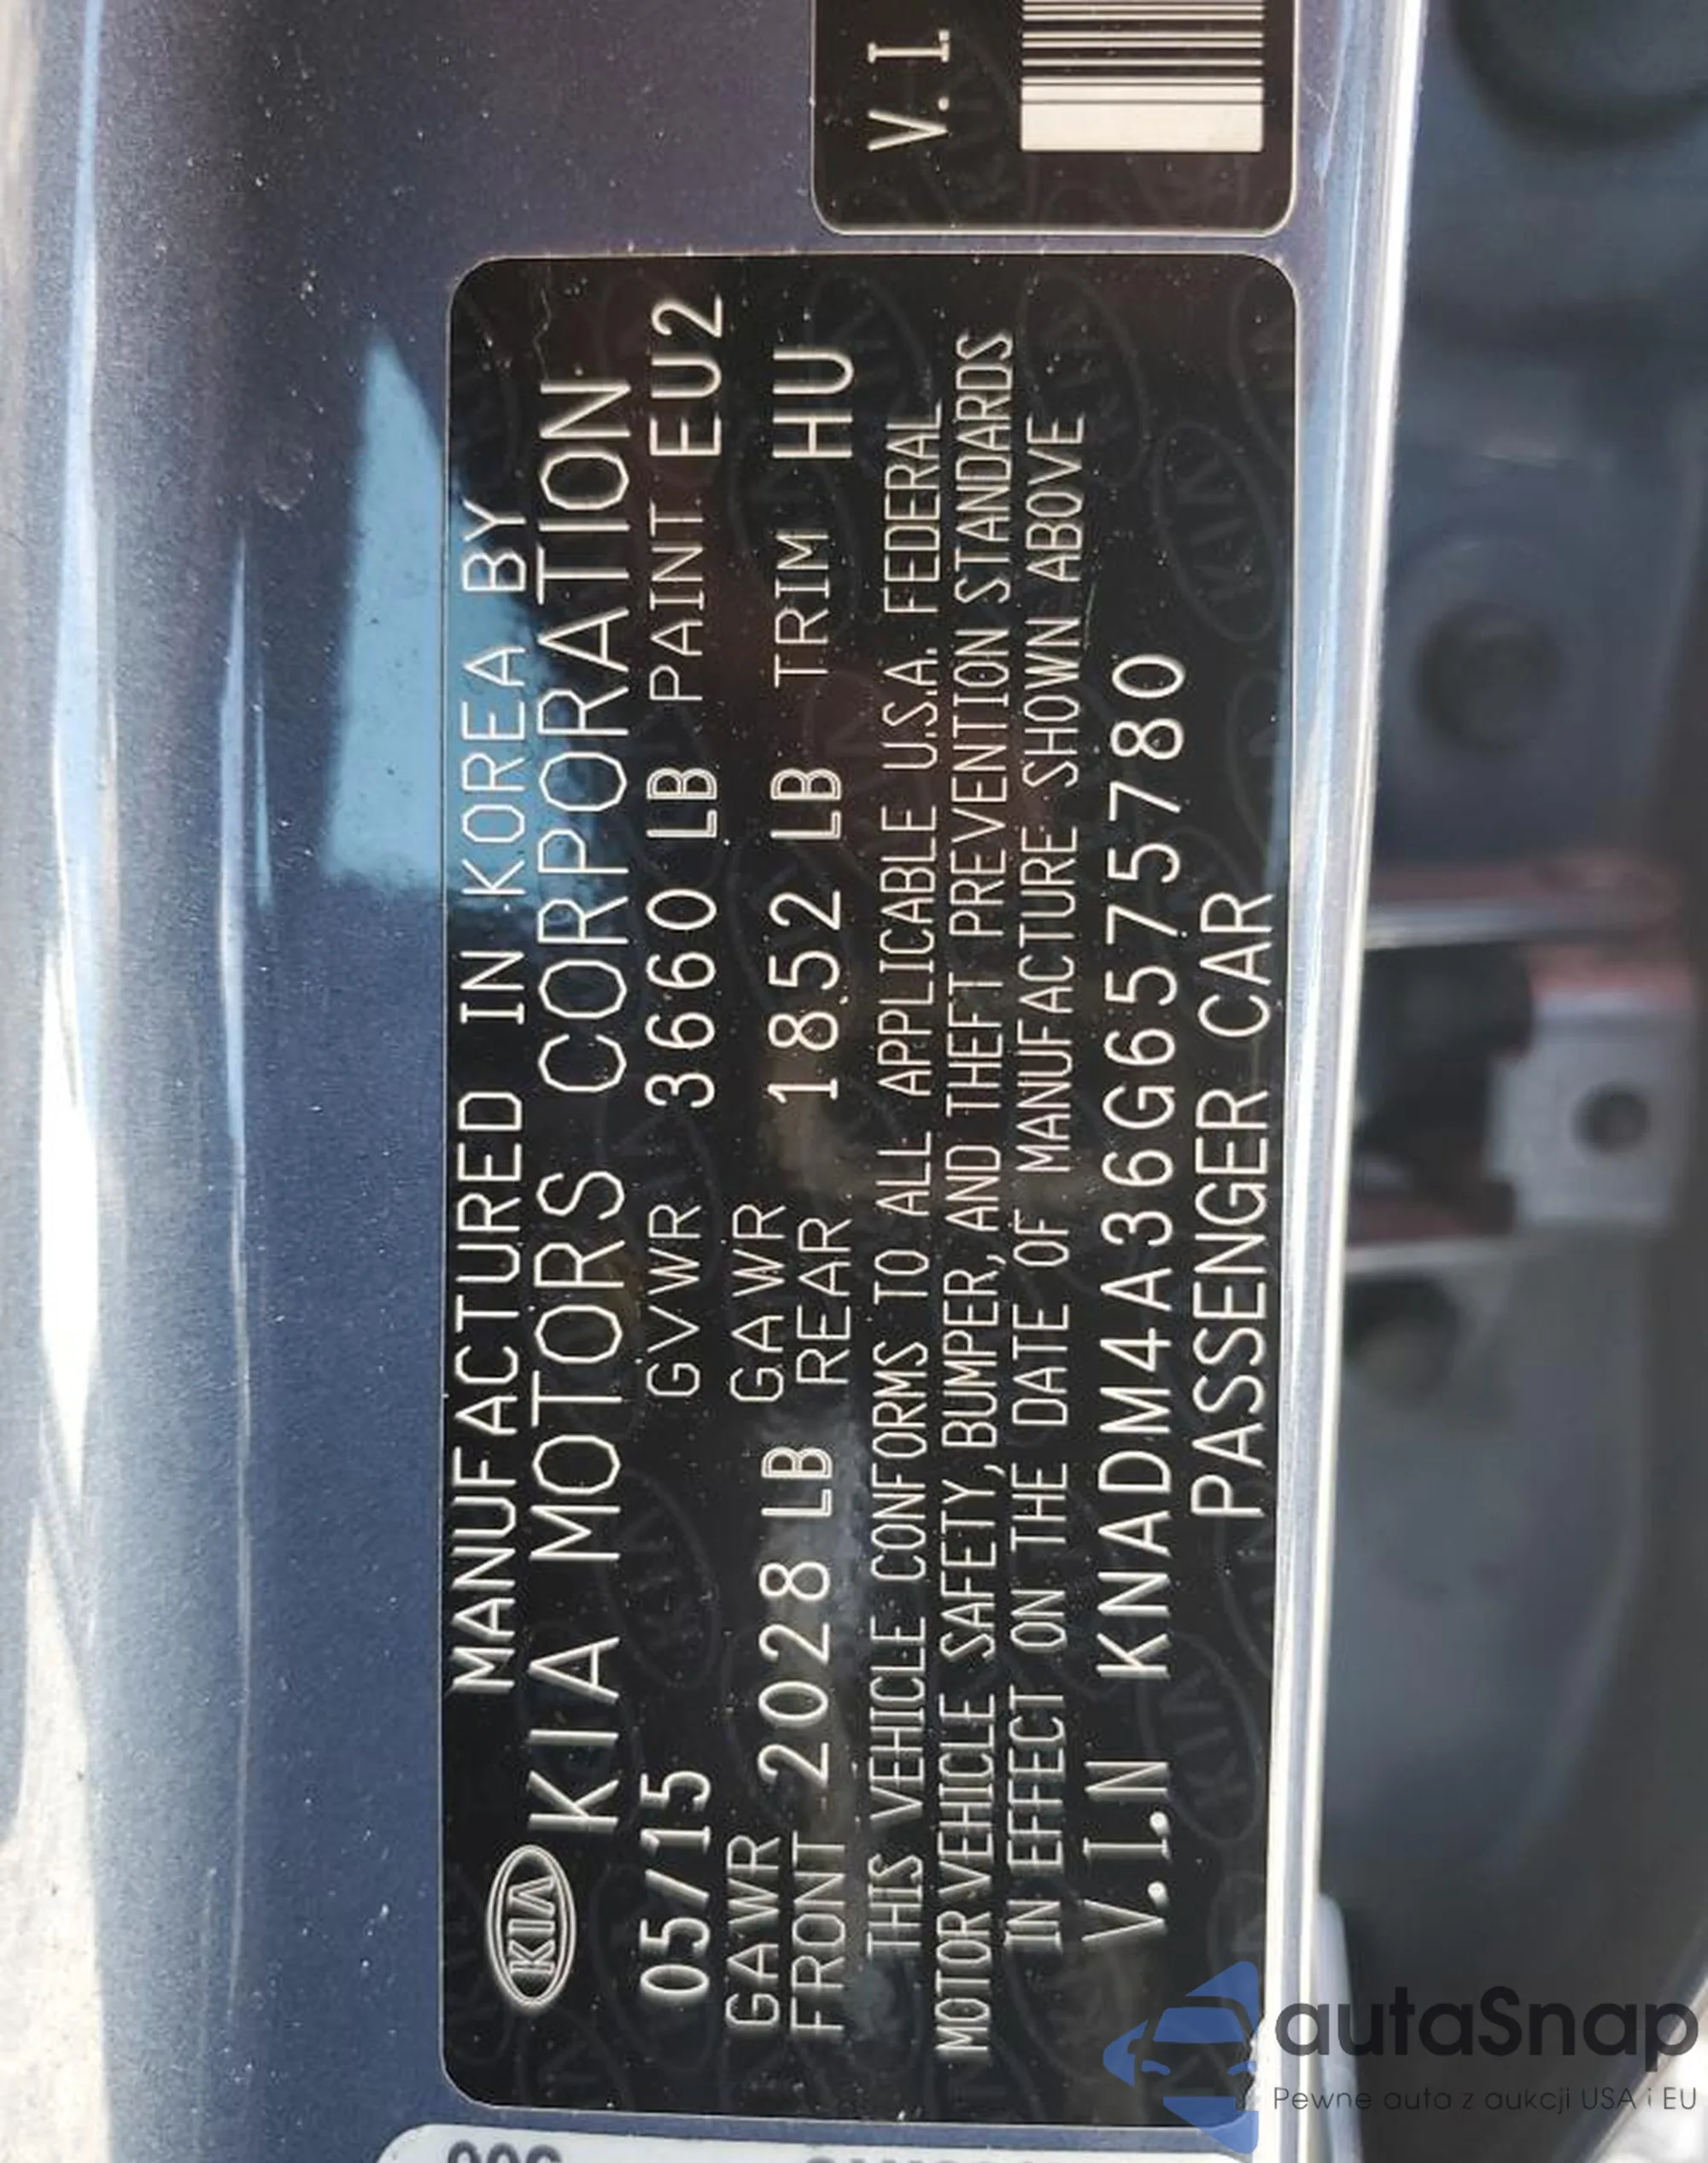 MANUFACTURED IN KOREA BY
KIA KIA MOTORS CORPORATION
05/15 GVWR 3660 LB PAINT EU2
GAWR FRONT 2028 LB GAWR REAR 1852 LB TRIM HU
THIS VEHICLE CONFORMS TO ALL APPLICABLE U.S.A. FEDERAL
MOTOR VEHICLE SAFETY, BUMPER, AND THEFT PREVENTION STANDARDS
IN EFFECT ON THE DATE OF MANUFACTURE SHOWN ABOVE
V.I.N KNADM4A36G6575780
PASSENGER CAR
V.I.
autaSnap
Pewne auta z aukcji USA i EU